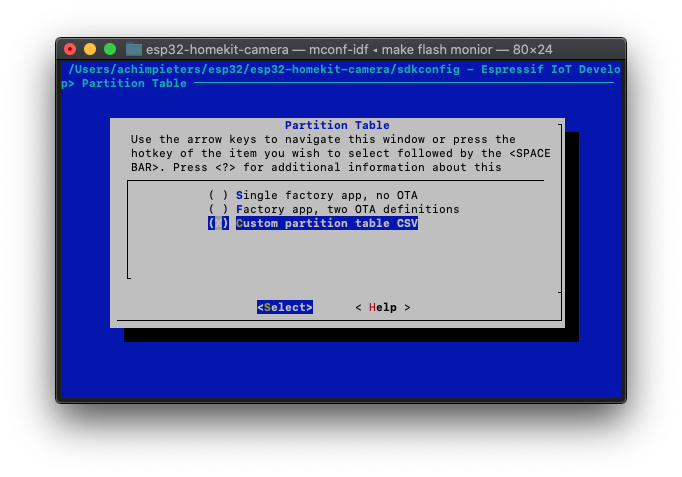 esp32-homekit-camera — mconf-idf ◂ make flash monior — 80×24
/Users/achimpieters/esp32/esp32-homekit-camera/sdkconfig - Espressif IoT Develo
p> Partition Table
Partition Table
Use the arrow keys to navigate this window or press the
hotkey of the item you wish to select followed by the <SPACE
BAR>. Press <?> for additional information about this
( ) Single factory app, no OTA
( ) Factory app, two OTA definitions
(X) Custom partition table CSV
<Select> < Help >